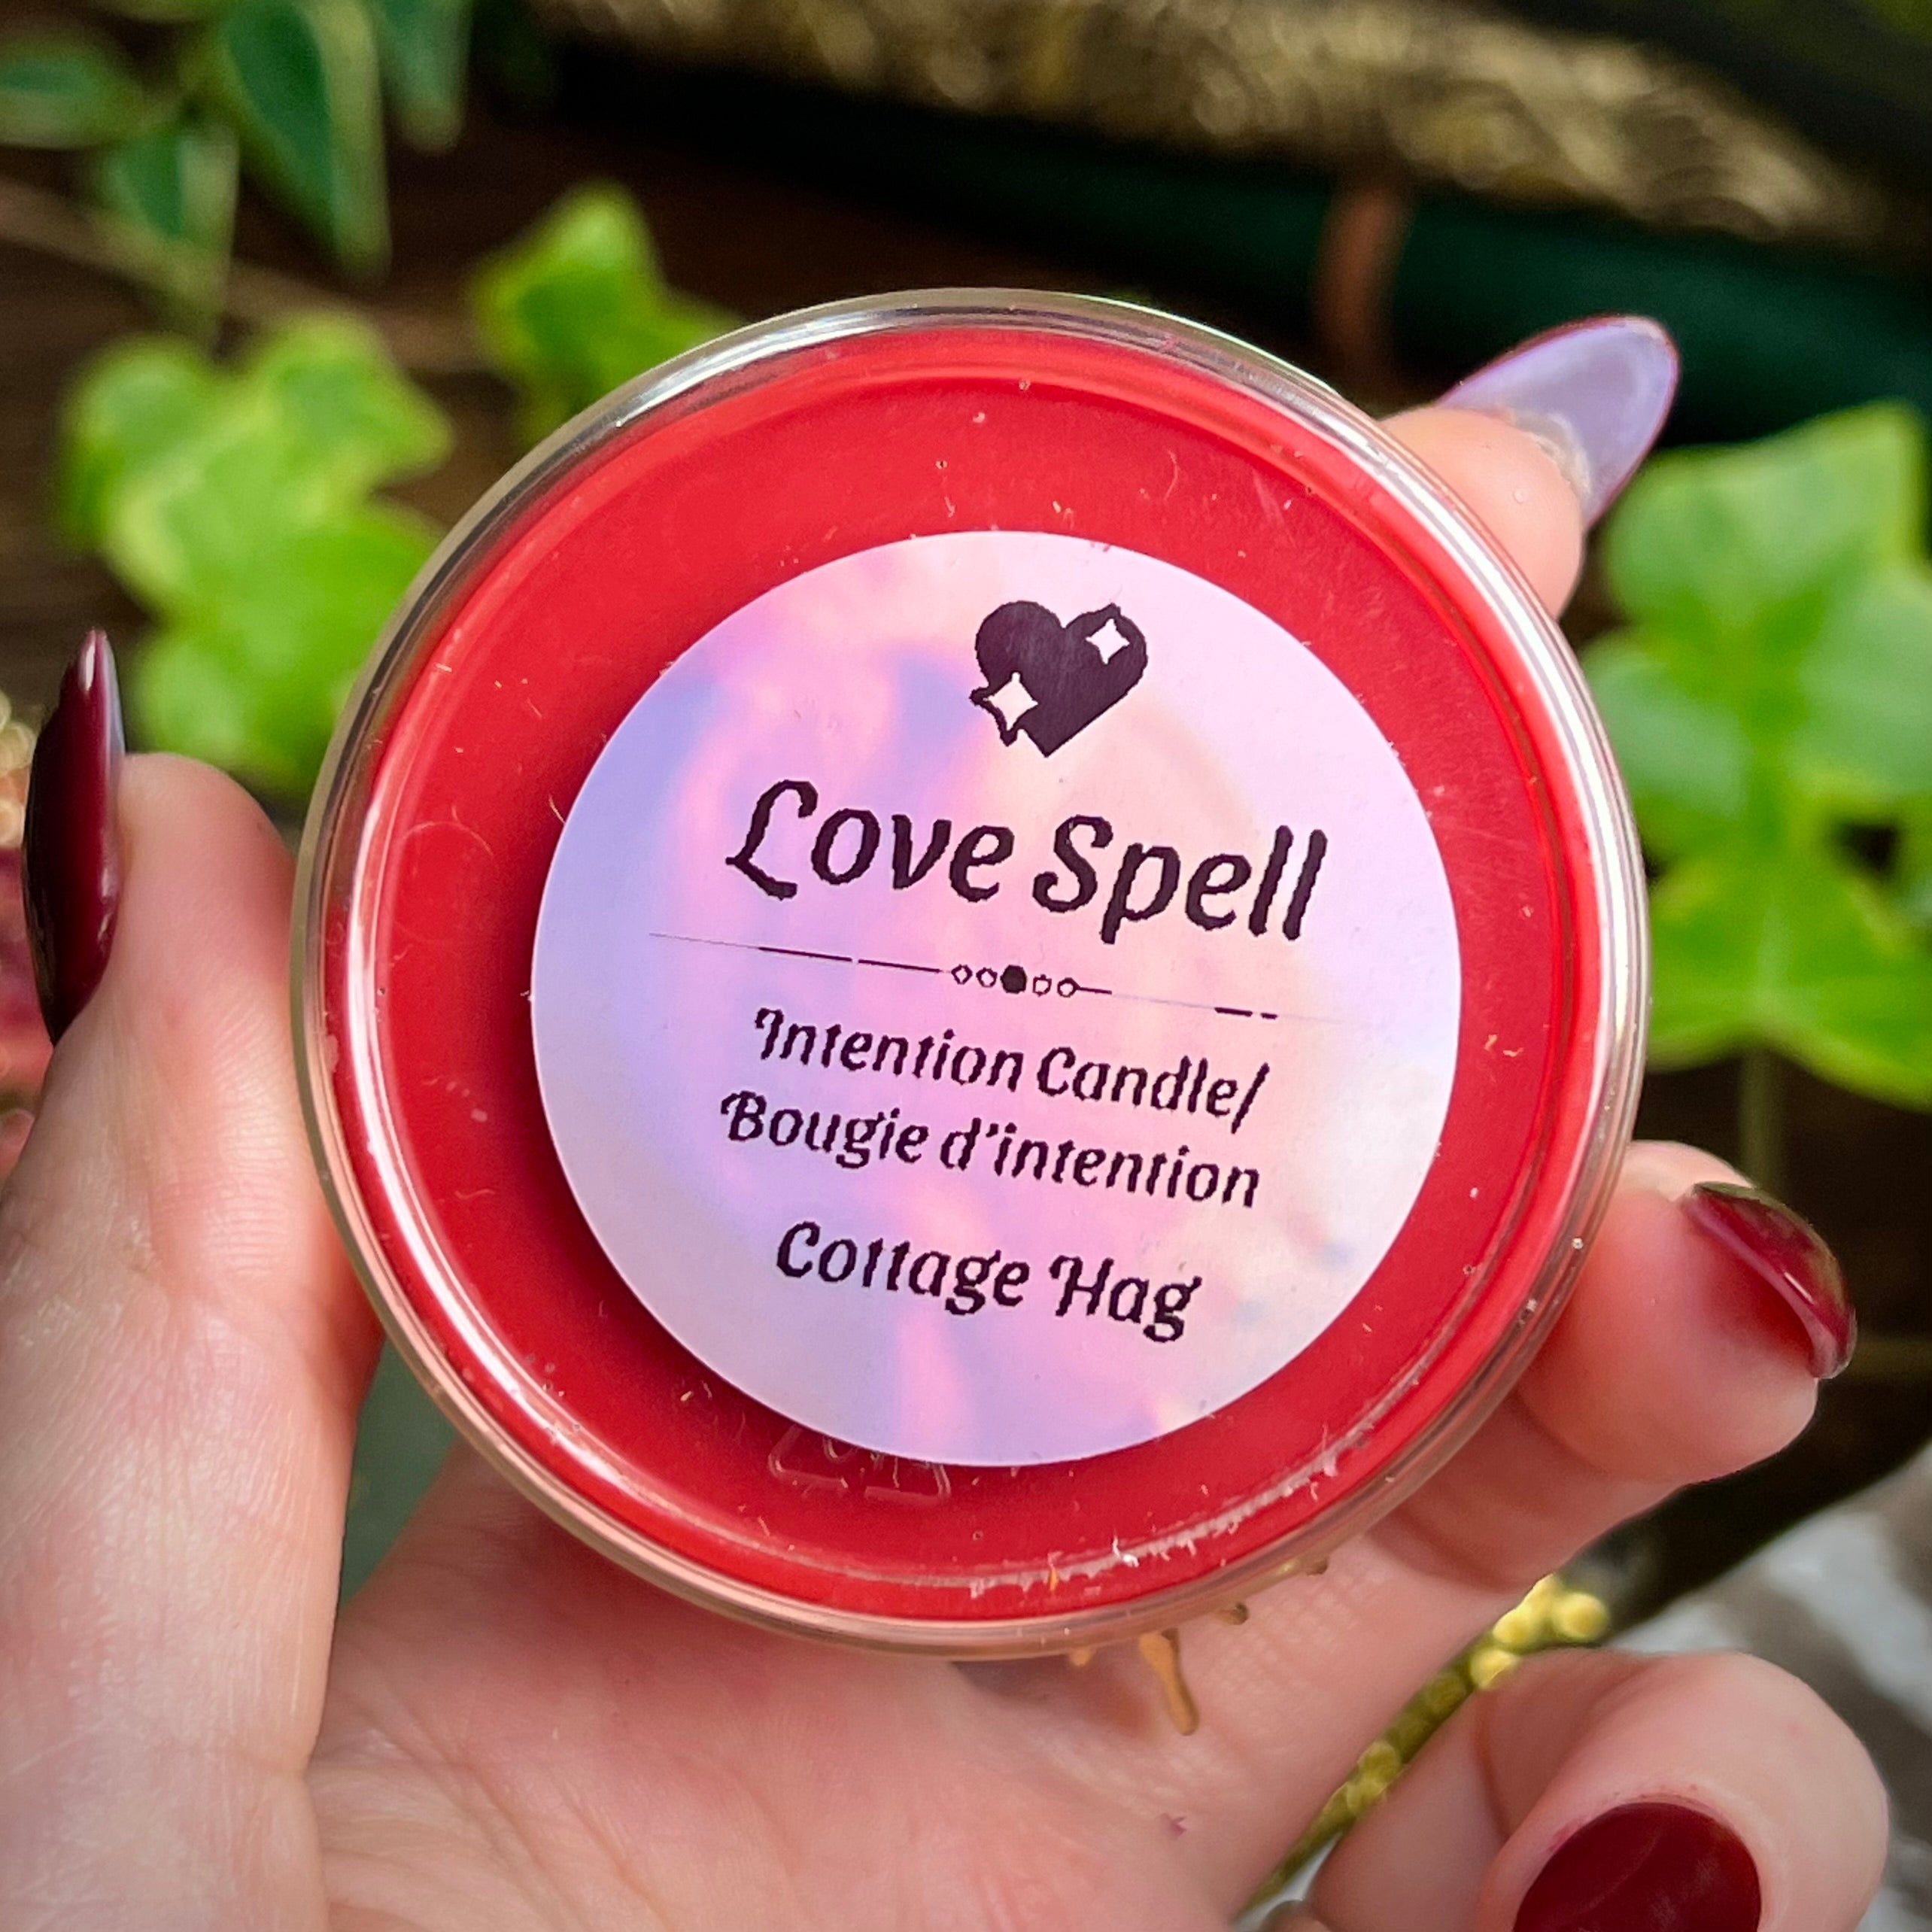 Love Spell
Intention Candle/
Bougie d'intention
Cottage Hag